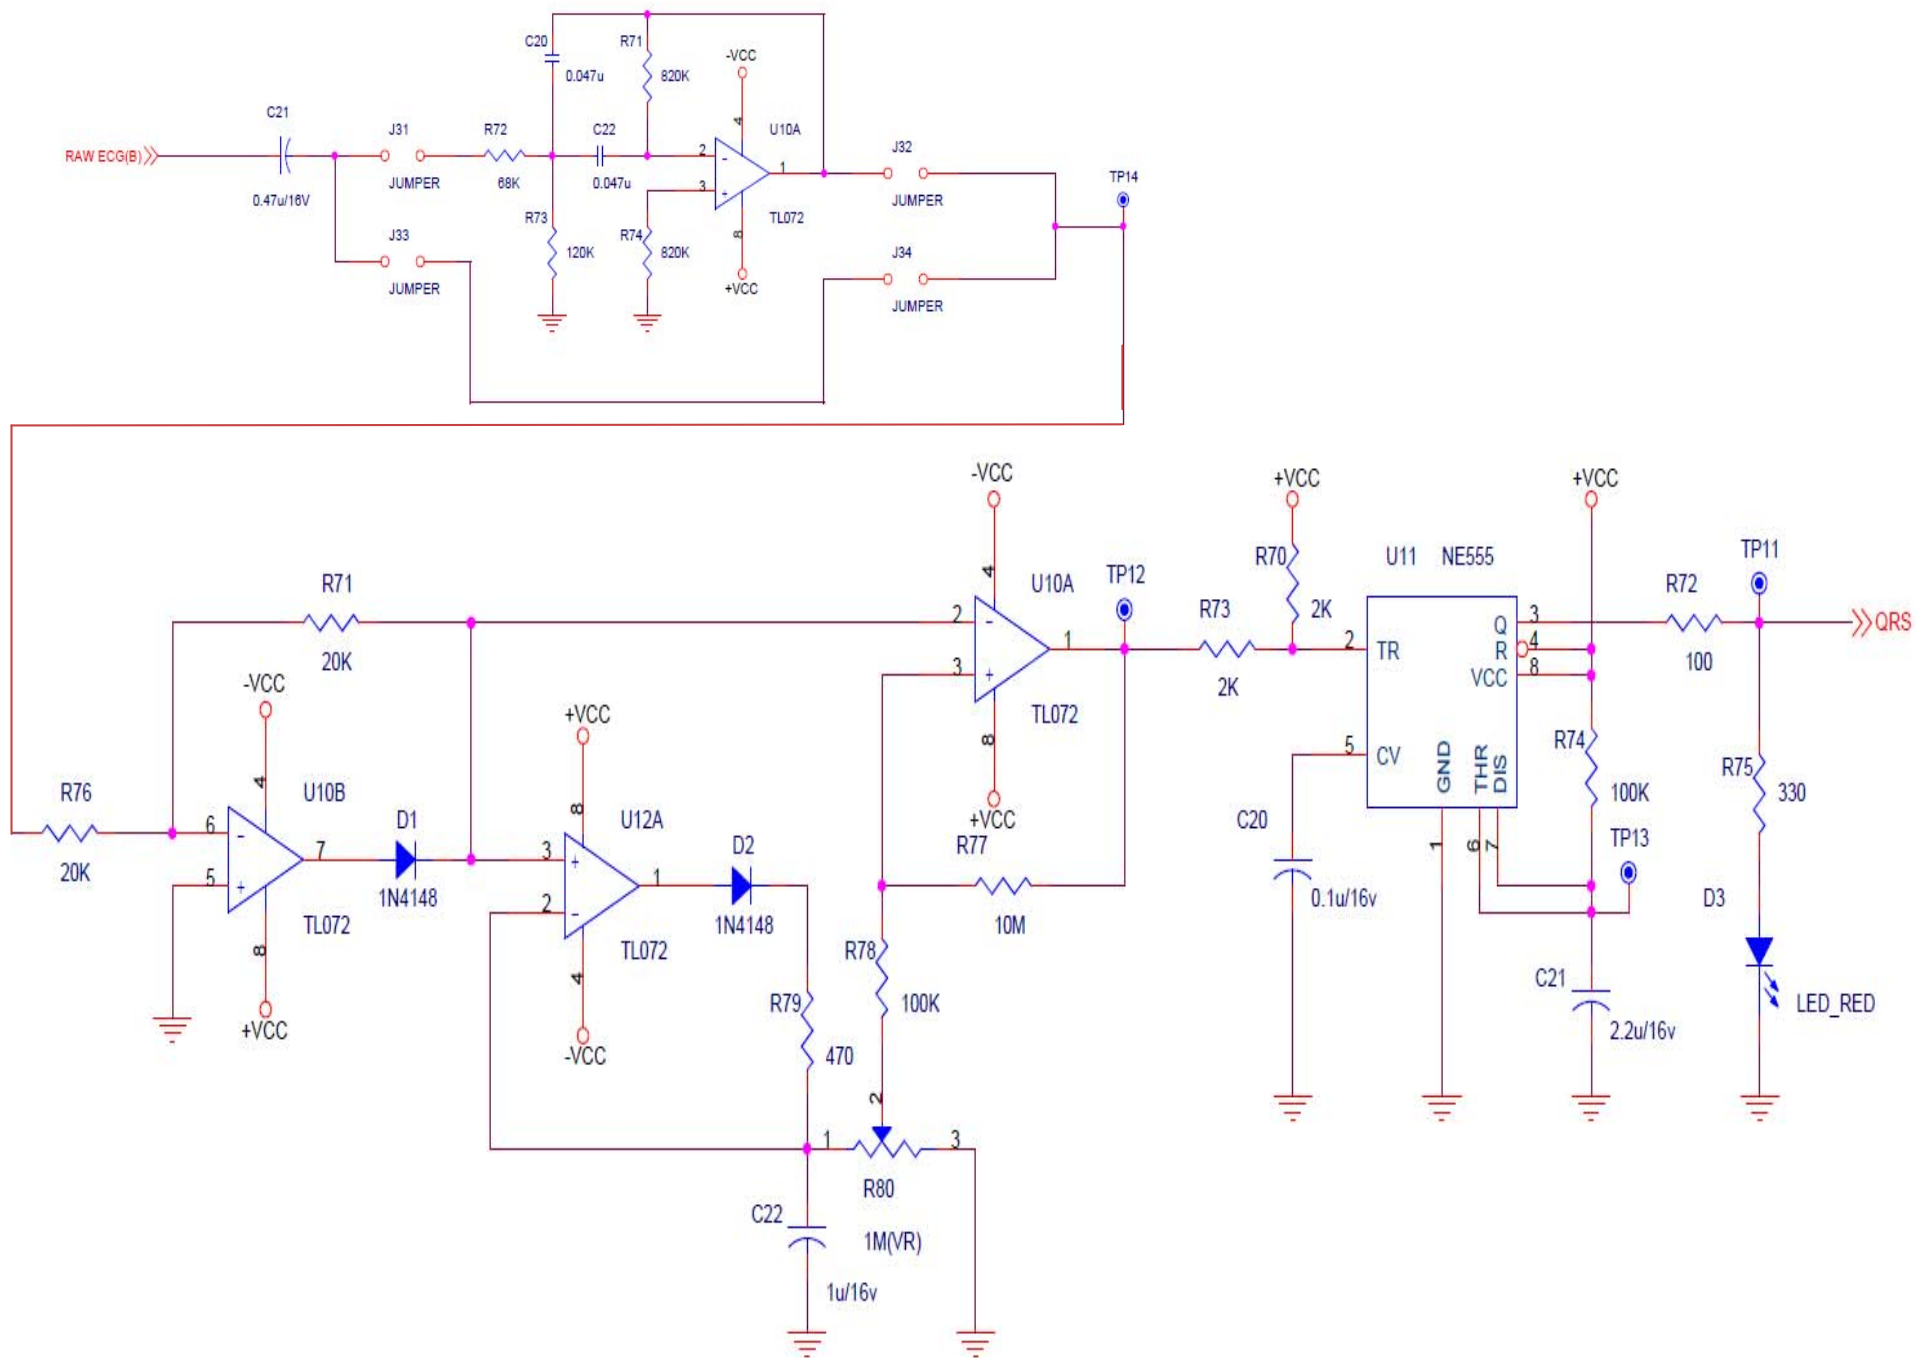 C20
0.047u
R71
820K
-VCC
4
U10A
C21
RAW ECG(B)
0.47u/16V
J31
JUMPER
R72
68K
C22
0.047u
2
-
3
+
1
TL072
8
+VCC
R73
120K
R74
820K
J32
JUMPER
TP14
J33
JUMPER
J34
JUMPER
-VCC
4
U10A
2
-
3
+
1
TL072
8
+VCC
TP12
R73
2K
+VCC
R70
2K
U11 NE555
2
TR
5
CV
GND
THR
DIS
Q
R
VCC
3
4
8
1
6
7
+VCC
R72
100
TP11
QRS
R74
100K
TP13
R75
330
D3
LED_RED
C20
0.1u/16v
C21
2.2u/16v
R71
20K
-VCC
4
U10B
R76
20K
6
-
5
+
7
TL072
8
+VCC
D1
1N4148
+VCC
8
U12A
3
+
2
-
1
TL072
4
-VCC
D2
1N4148
R77
10M
R78
100K
R79
470
2
1
3
R80
1M(VR)
C22
1u/16v